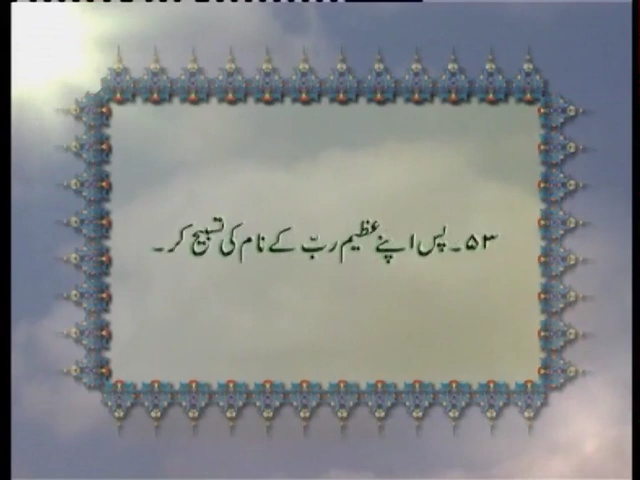 ۵۳۔ پس اپنے عظیم ربّ کے نام کی تسبیح کر۔